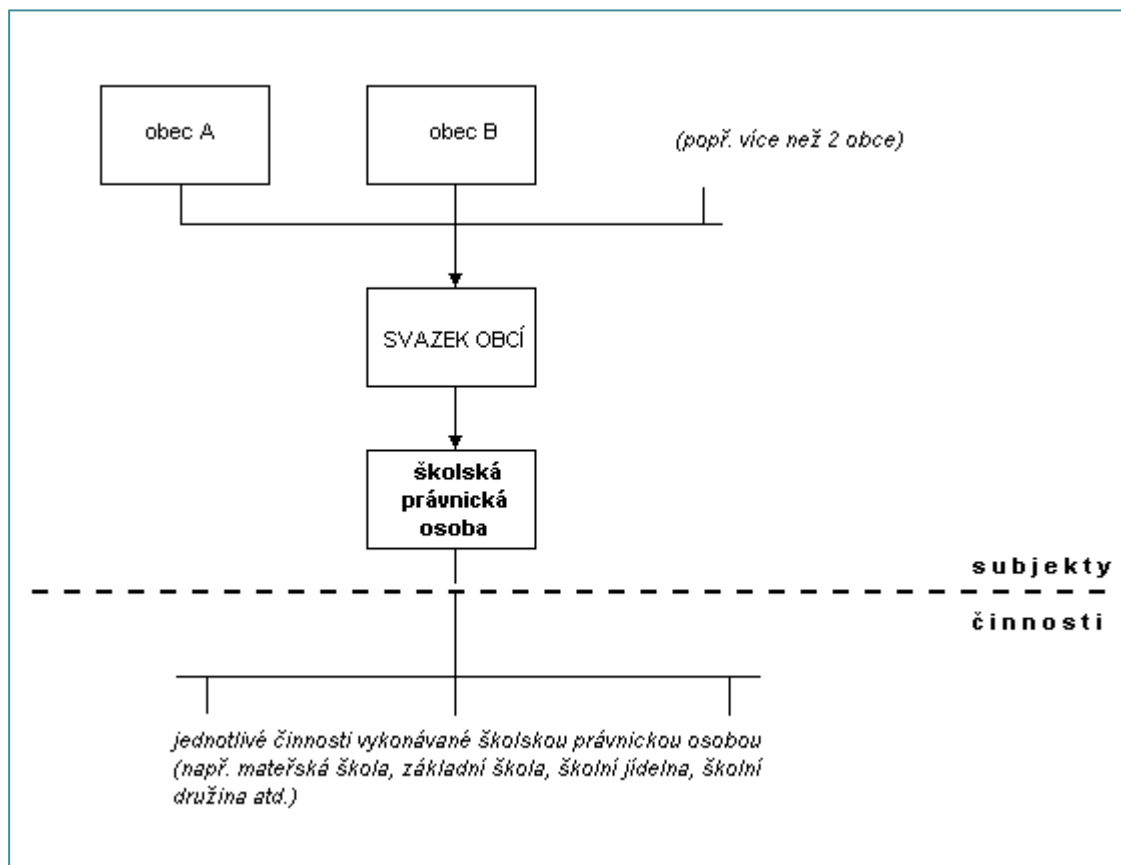 obec A
obec B
(popř. více než 2 obce)
SVAZEK OBCÍ
školská
právnická
osoba
subjekty
činnosti
jednotlivé činnosti vykonávané školskou právnickou osobou
(např. mateřská škola, základní škola, školní jídelna, školní
družina atd.)